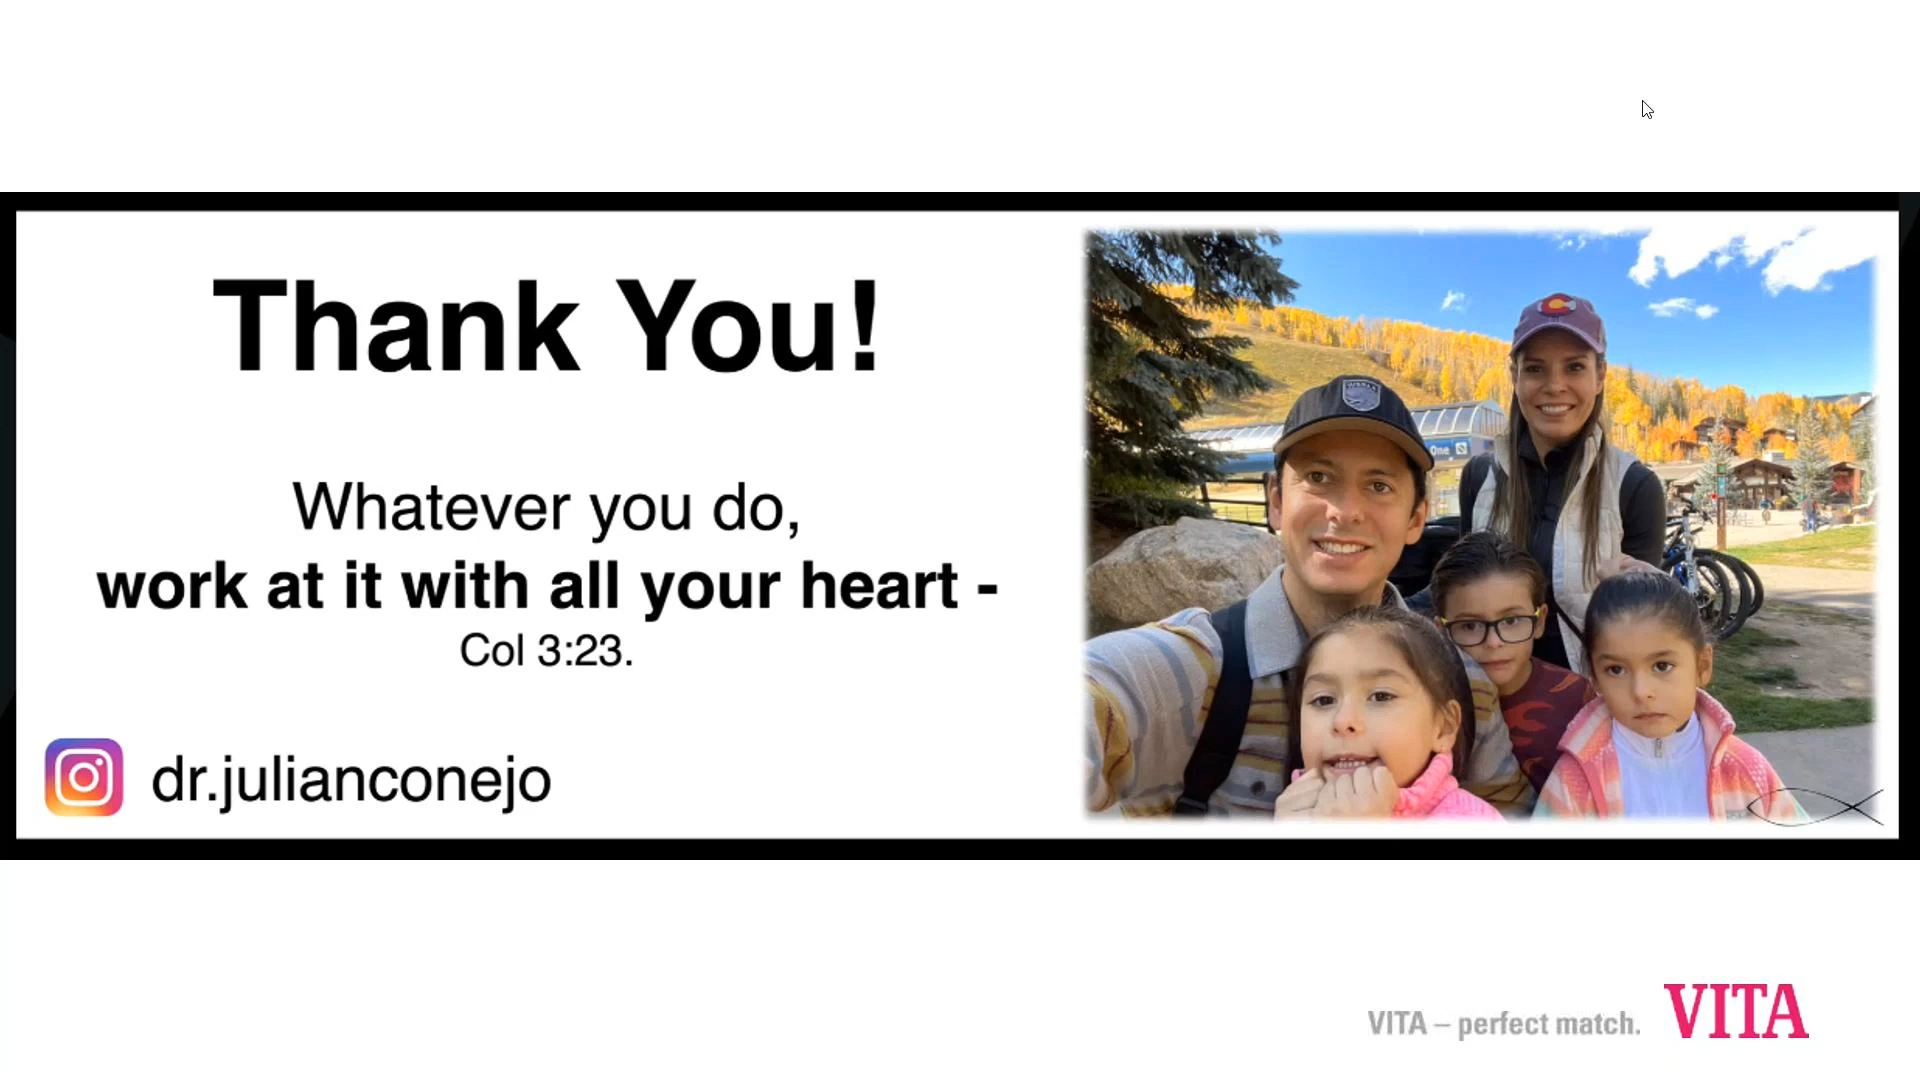 Thank You!
Whatever you do,
work at it with all your heart -
Col 3:23.
dr.julianconejo
One
VITA – perfect match.
VITA